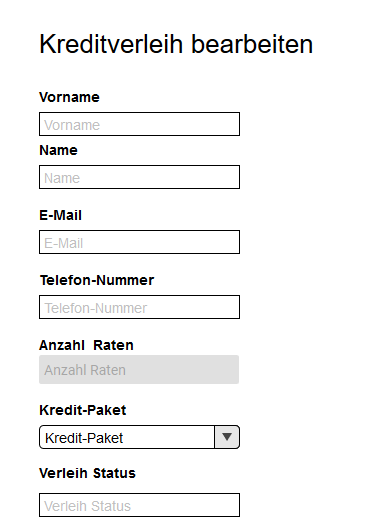 Kreditverleih bearbeiten
Vorname
Vorname
Name
Name
E-Mail
E-Mail
Telefon-Nummer
Telefon-Nummer
Anzahl Raten
Anzahl Raten
Kredit-Paket
Kredit-Paket
Verleih Status
Verleih Status